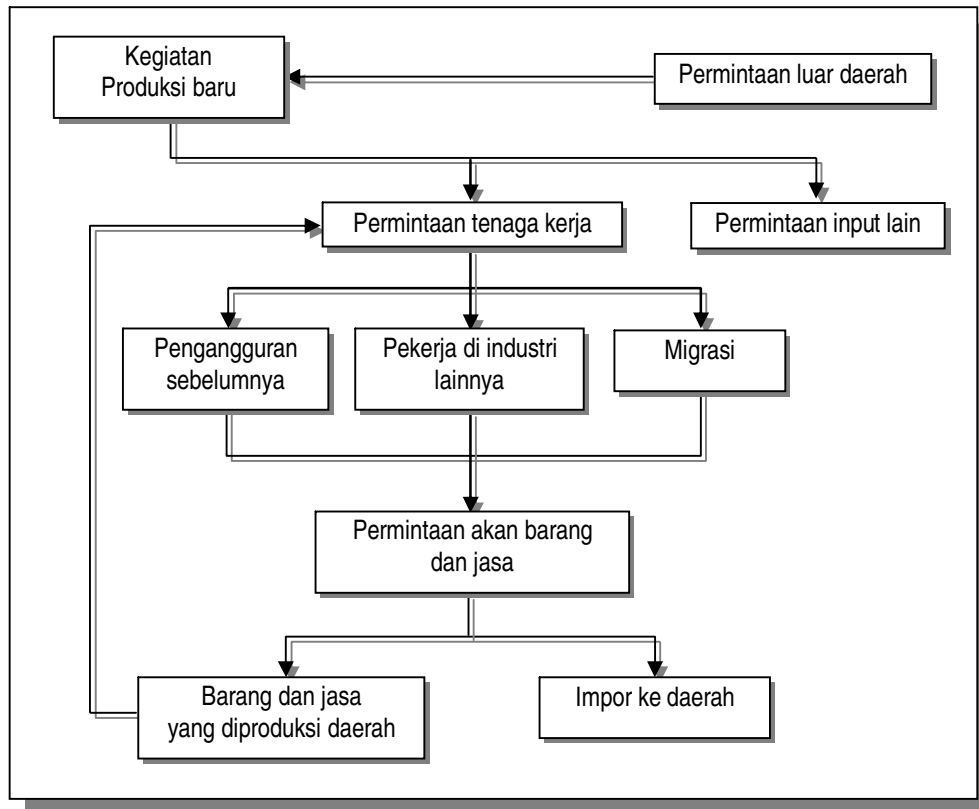 Kegiatan
Produksi baru
Permintaan luar daerah
Permintaan tenaga kerja
Permintaan input lain
Pengangguran
sebelumnya
Pekerja di industri
lainnya
Migrasi
Permintaan akan barang
dan jasa
Barang dan jasa
yang diproduksi daerah
Impor ke daerah